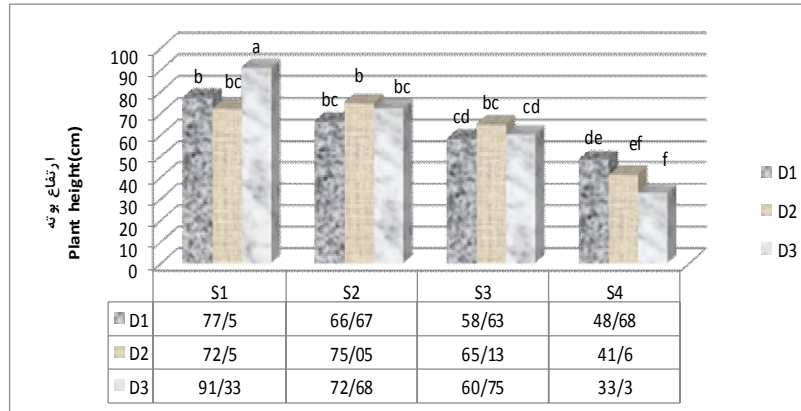 ارتفاع بوته
Plant height(cm)
100
90
80
70
60
50
40
30
20
10
0
b bc a
bc b bc
cd bc cd
de ef f
D1
D2
D3
S1 S2 S3 S4
D1 77/5 66/67 58/63 48/68
D2 72/5 75/05 65/13 41/6
D3 91/33 72/68 60/75 33/3